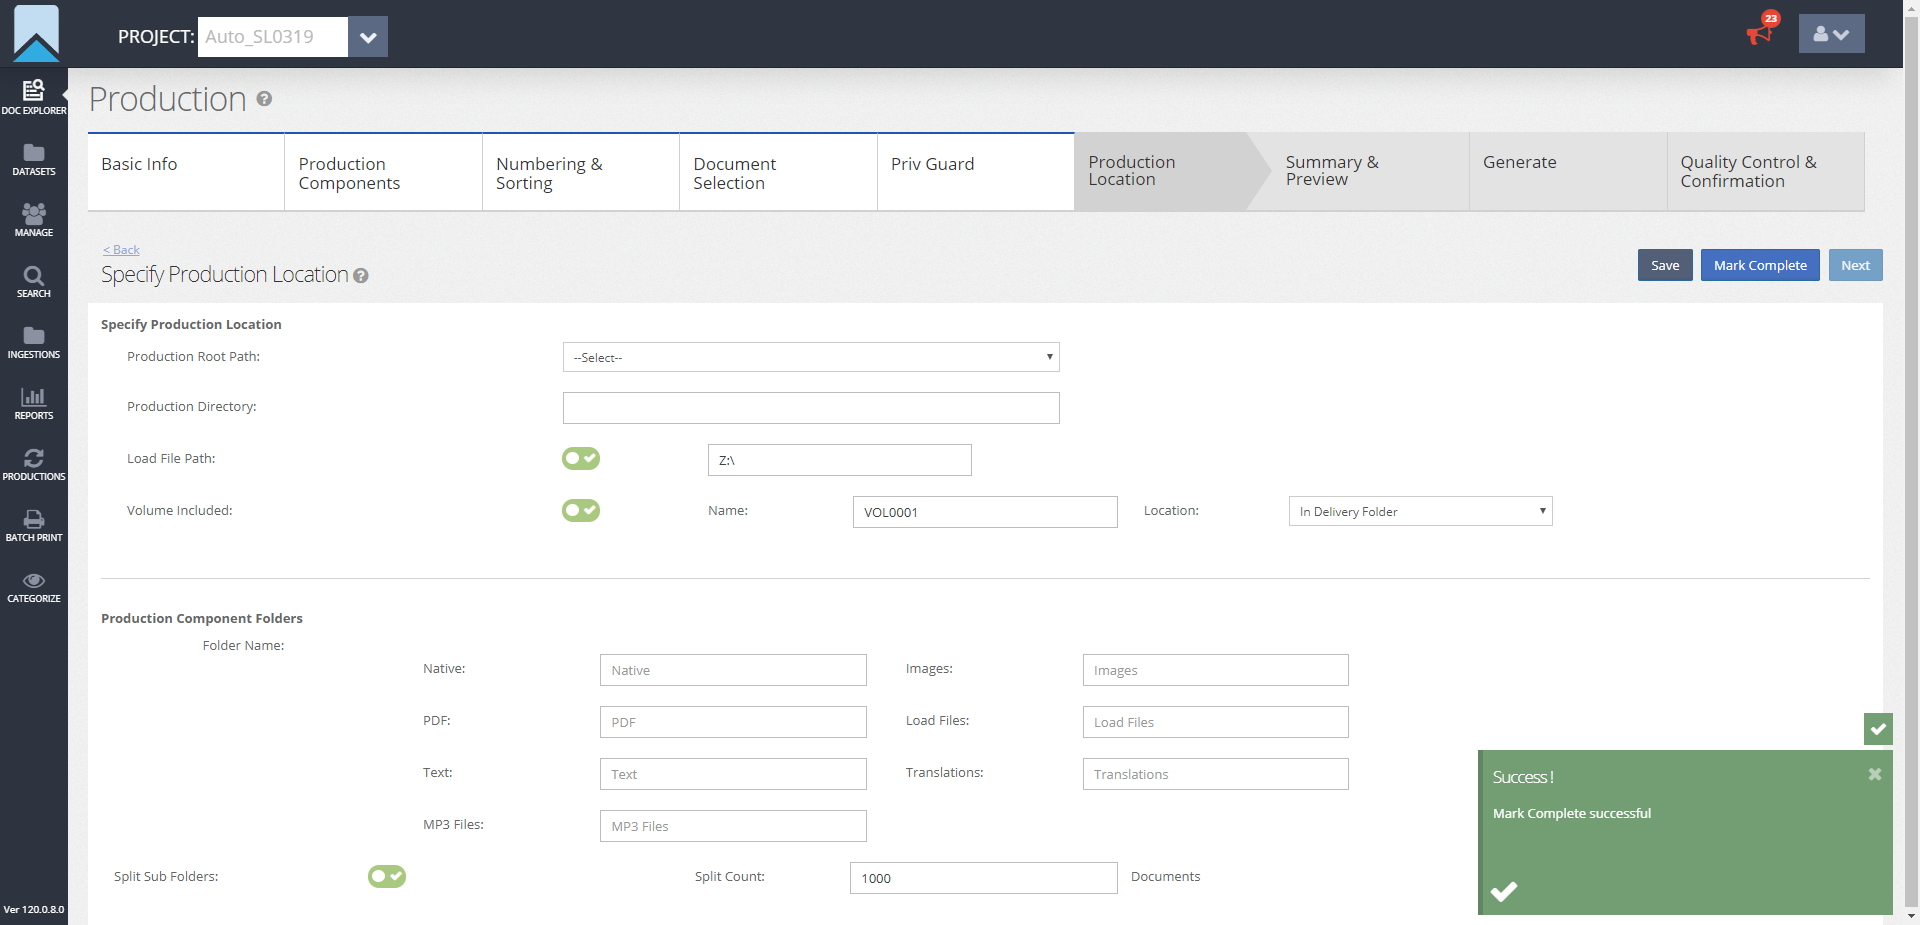 PROJECT: Auto_SL0319
23
DOC EXPLORER
DATASETS
MANAGE
SEARCH
INGESTIONS
REPORTS
PRODUCTIONS
BATCH PRINT
CATEGORIZE
Ver 120.0.8.0
Production
Basic Info
Production
Components
Numbering &
Sorting
Document
Selection
Priv Guard
Production
Location
Summary &
Preview
Generate
Quality Control &
Confirmation
< Back
Specify Production Location
Save
Mark Complete
Next
Specify Production Location
Production Root Path: --Select--
Production Directory:
Load File Path: Z:\
Volume Included: Name: VOL0001 Location: In Delivery Folder
Production Component Folders
Folder Name:
Native: Native Images: Images
PDF: PDF Load Files: Load Files
Text: Text Translations: Translations
MP3 Files: MP3 Files
Split Sub Folders: Split Count: 1000 Documents
Success !
Mark Complete successful